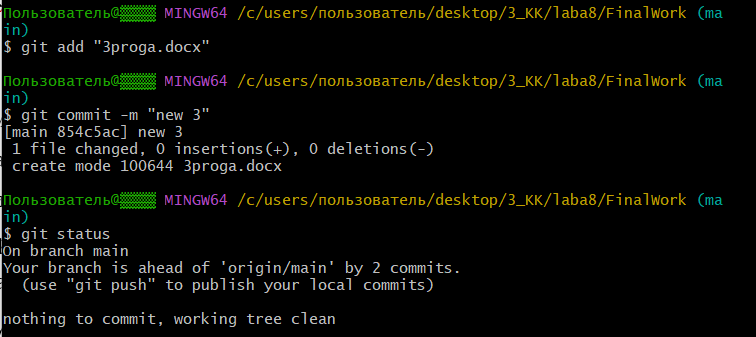 Пользователь@▒▒▒▒ MINGW64 /c/users/пользователь/desktop/3_КК/laba8/FinalWork (ma
in)
$ git add "3proga.docx"
Пользователь@▒▒▒▒ MINGW64 /c/users/пользователь/desktop/3_КК/laba8/FinalWork (ma
in)
$ git commit -m "new 3"
[main 854c5ac] new 3
 1 file changed, 0 insertions(+), 0 deletions(-)
 create mode 100644 3proga.docx
Пользователь@▒▒▒▒ MINGW64 /c/users/пользователь/desktop/3_КК/laba8/FinalWork (ma
in)
$ git status
On branch main
Your branch is ahead of 'origin/main' by 2 commits.
  (use "git push" to publish your local commits)
nothing to commit, working tree clean